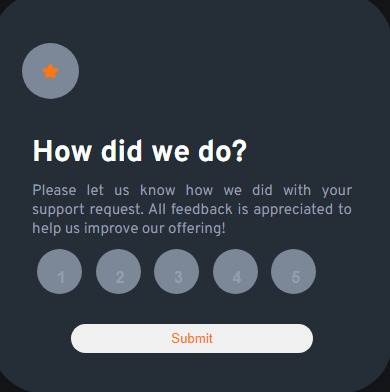 How did we do?
Please let us know how we did with your
support request. All feedback is appreciated to
help us improve our offering!
1 2 3 4 5
Submit